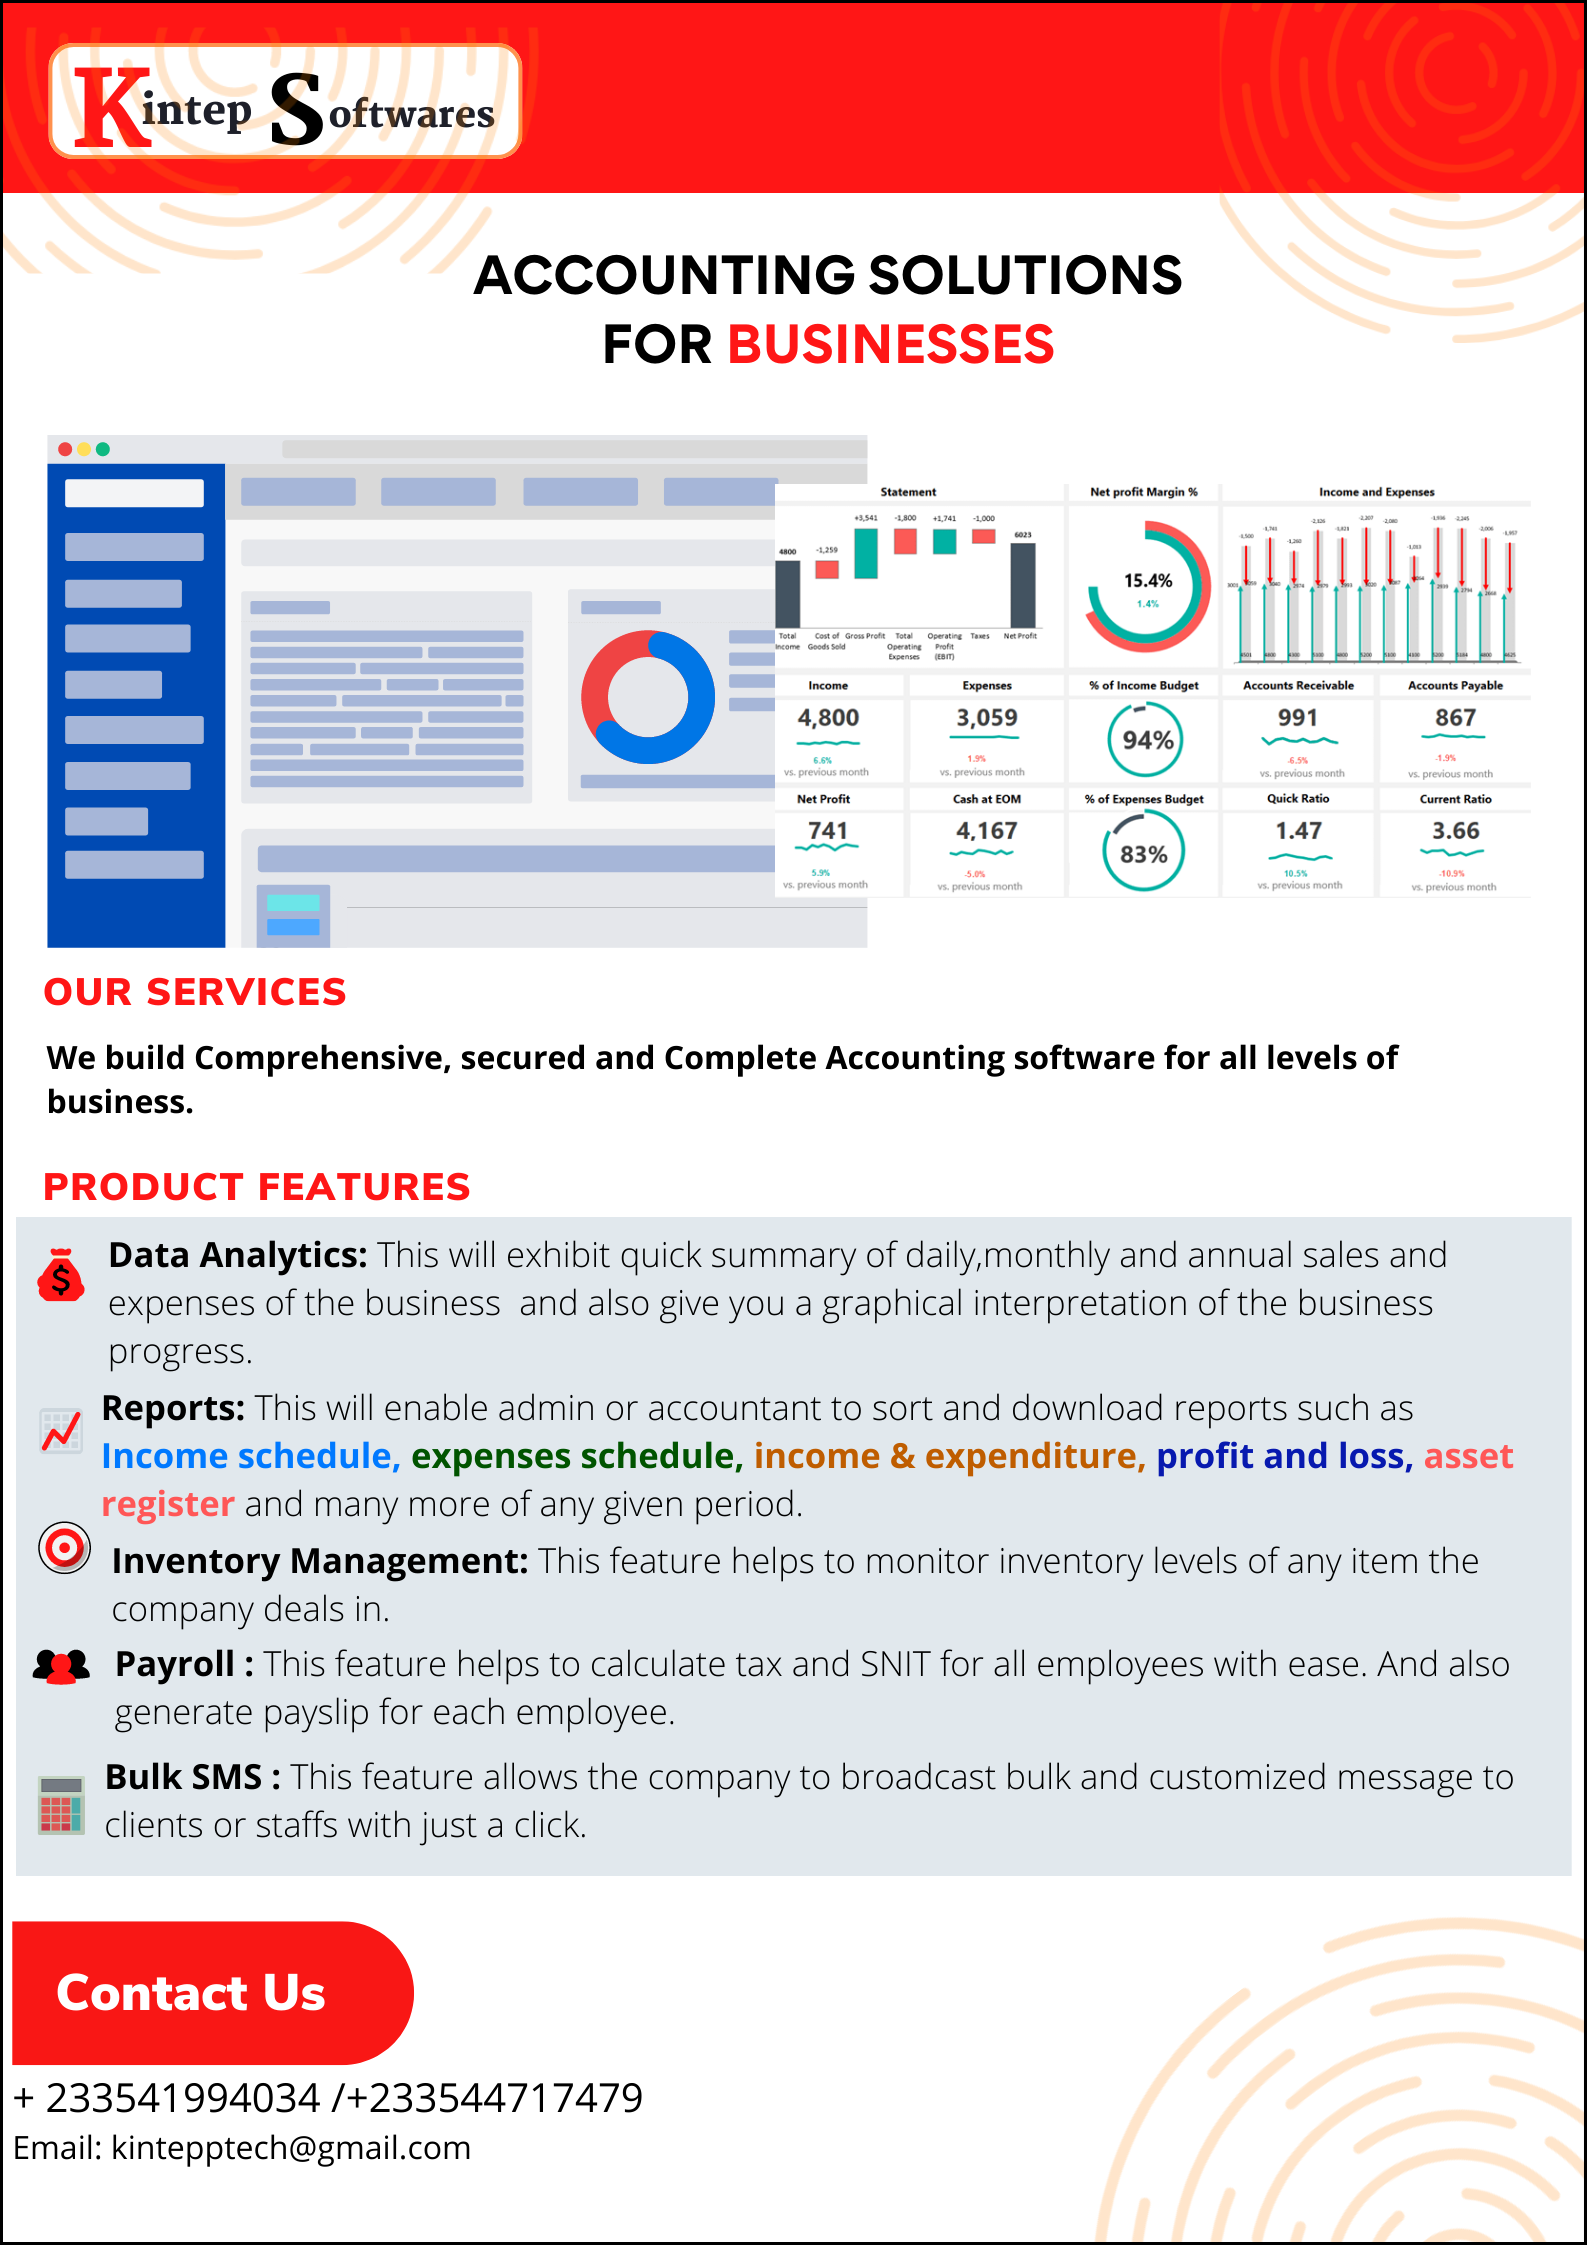 Kintep Softwares
ACCOUNTING SOLUTIONS
FOR BUSINESSES
Statement
+3,541 -1,800 +1,741 -1,000
4800 -1,259 6023
Total Income
Cost of Goods Sold
Gross Profit
Total Operating Expenses
Operating Profit (EBIT)
Taxes
Net Profit
Net profit Margin %
15.4%
1.4%
Income and Expenses
Income
4,800
6.6%
vs. previous month
Expenses
3,059
1.9%
vs. previous month
% of Income Budget
94%
Accounts Receivable
991
-6.5%
vs. previous month
Accounts Payable
867
-1.9%
vs. previous month
Net Profit
741
5.9%
vs. previous month
Cash at EOM
4,167
-5.0%
vs. previous month
% of Expenses Budget
83%
Quick Ratio
1.47
10.5%
vs. previous month
Current Ratio
3.66
-10.9%
vs. previous month
OUR SERVICES
We build Comprehensive, secured and Complete Accounting software for all levels of
business.
PRODUCT FEATURES
Data Analytics: This will exhibit quick summary of daily,monthly and annual sales and
expenses of the business  and also give you a graphical interpretation of the business
progress.
Reports: This will enable admin or accountant to sort and download reports such as
Income schedule, expenses schedule, income & expenditure, profit and loss, asset
register and many more of any given period.
Inventory Management: This feature helps to monitor inventory levels of any item the
company deals in.
Payroll : This feature helps to calculate tax and SNIT for all employees with ease. And also
generate payslip for each employee.
Bulk SMS : This feature allows the company to broadcast bulk and customized message to
clients or staffs with just a click.
Contact Us
+ 233541994034 /+233544717479
Email: kintepptech@gmail.com